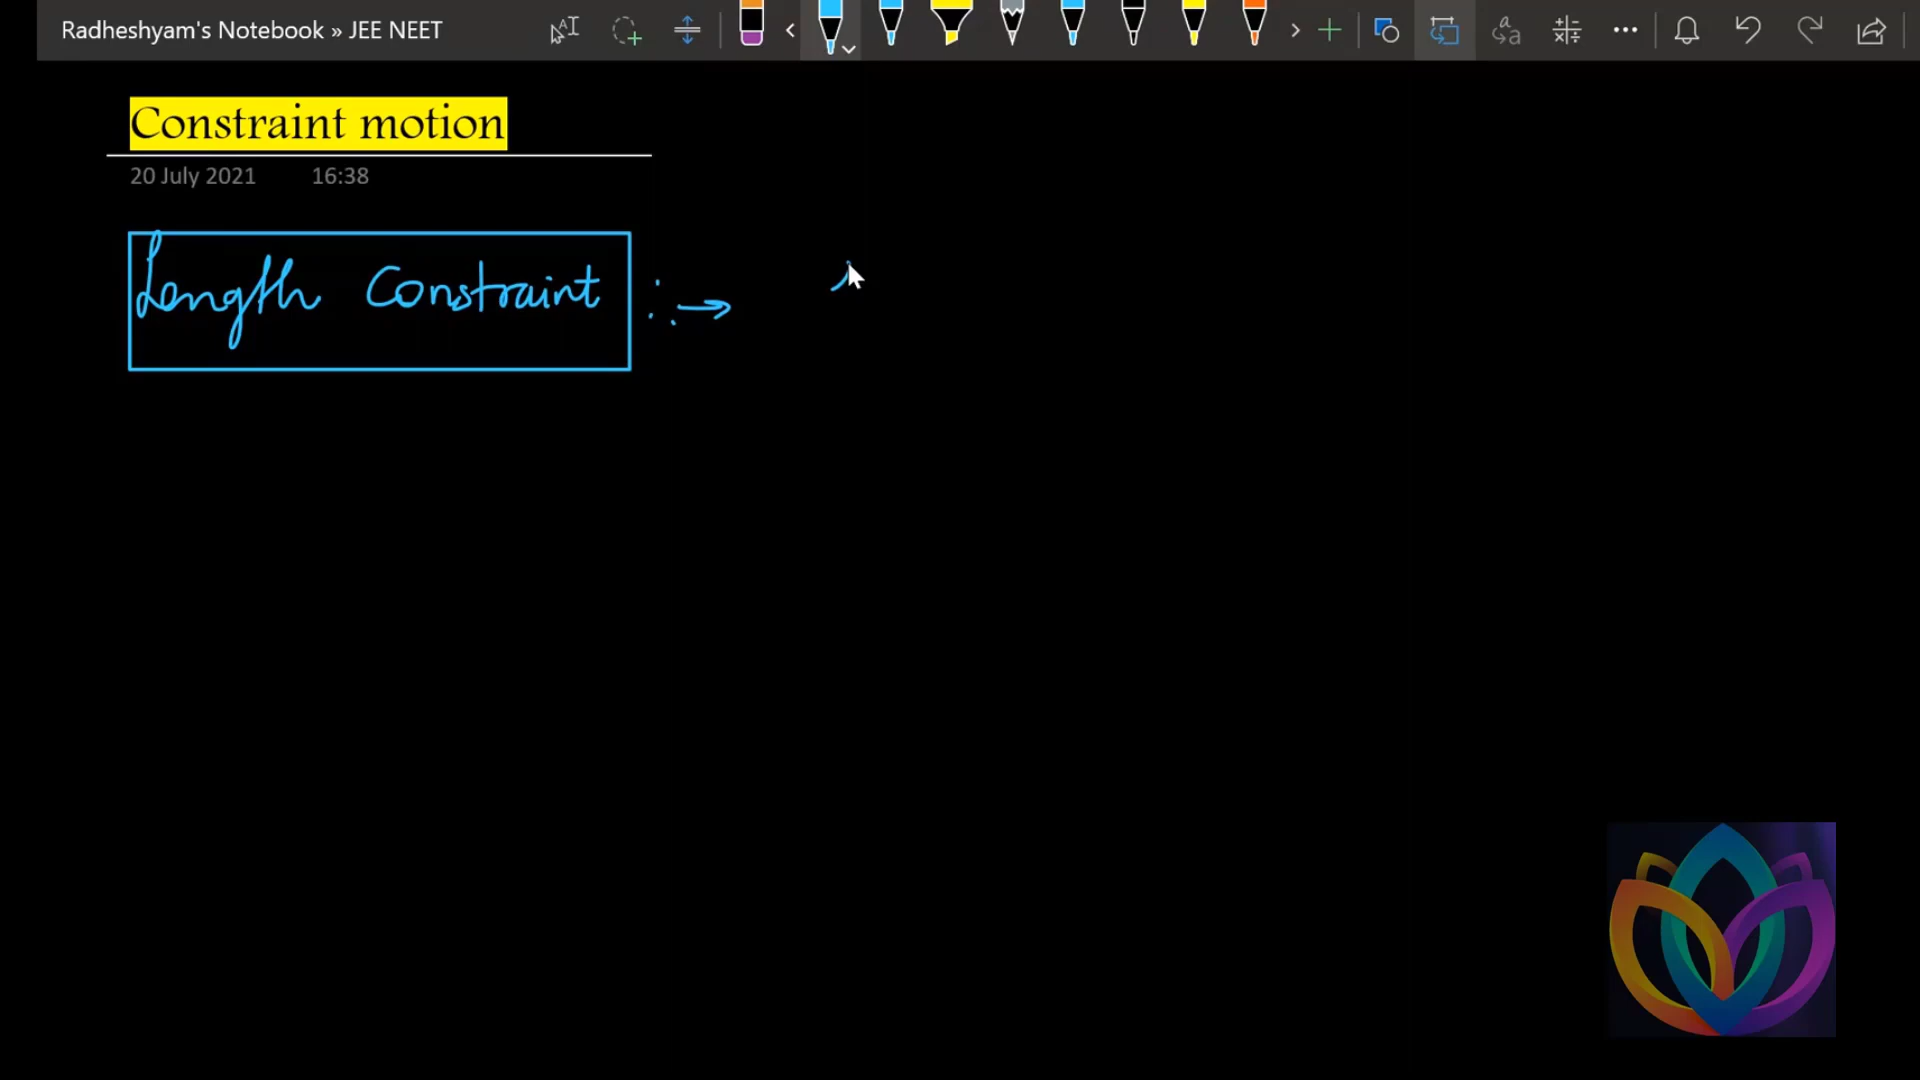 Radheshyam's Notebook » JEE NEET
Constraint motion
20 July 2021 16:38
Length Constraint :→